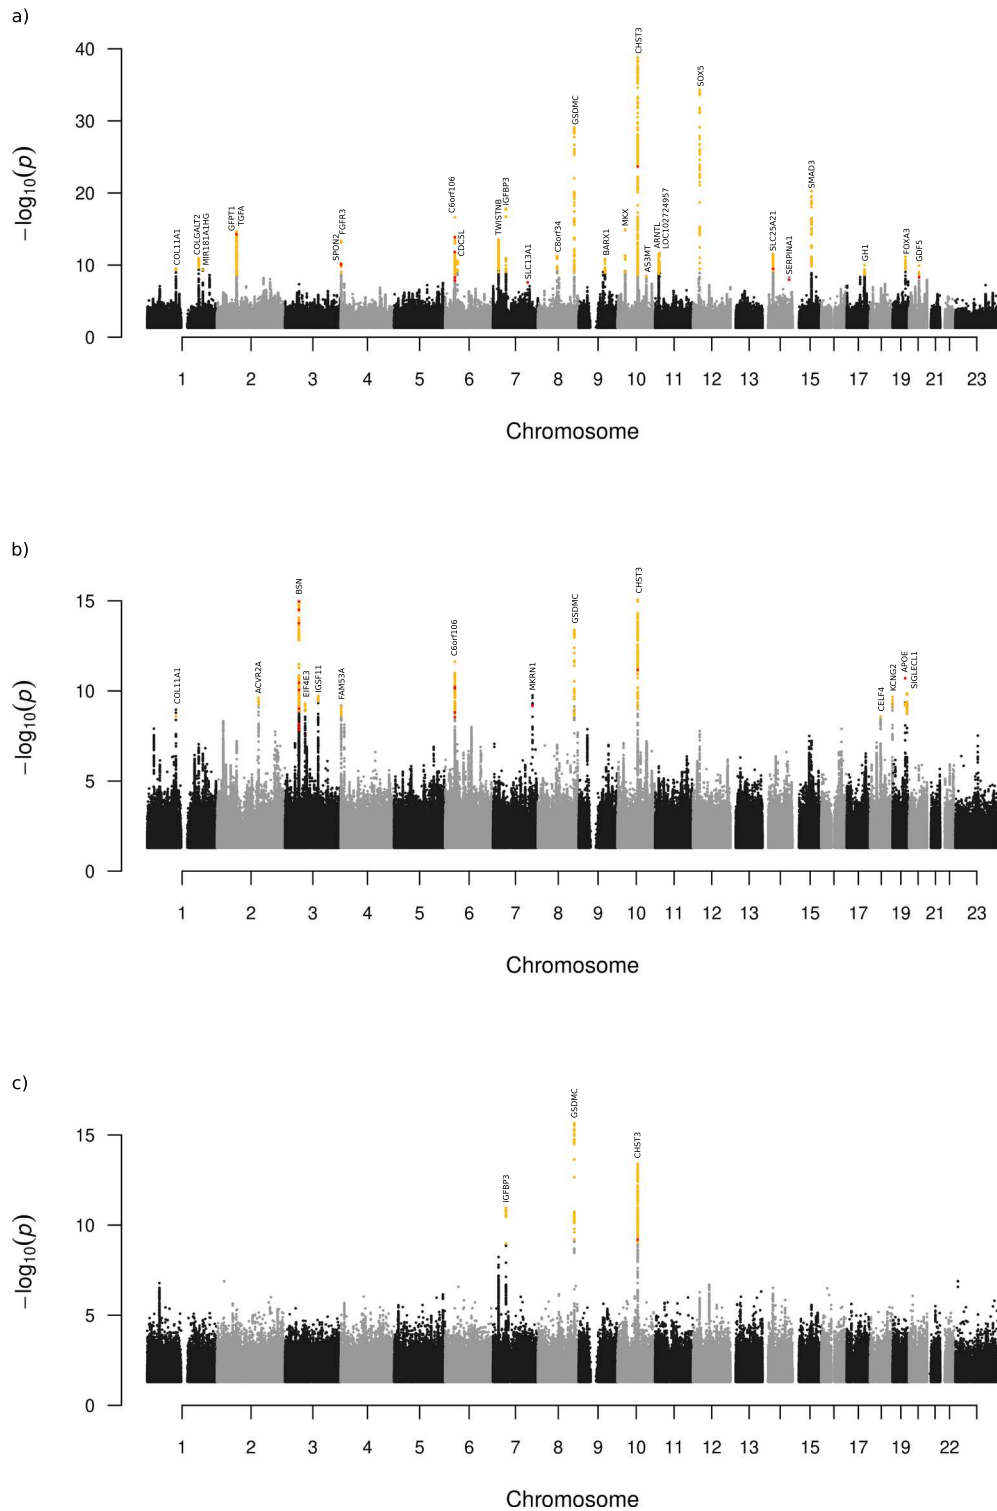 a)
CHST3
40
SOX5
GSDMC
30
−log10(p)
SMAD3
C6orf106
IGFBP3
TWISTNB
20
GFPT1
TGFA
FGFR3
MKX
COL11A1
COLGALT2
MIR181A1HG
SPON2
CDC5L
SLC13A1
C8orf34
BARX1
AS3MT
ARNTL
LOC102724957
SLC25A21
SERPINA1
GH1
FOXA3
GDF5
10
0
1 2 3 4 5 6 7 8 9 10 11 12 13 15 17 19 21 23
Chromosome
b)
BSN
CHST3
15
GSDMC
C6orf106
−log10(p)
COL11A1
ACVR2A
EIF4E3
IGSF11
FAM53A
MKRN1
CELF4
KCNG2
APOE
SIGLECL1
10
5
0
1 2 3 4 5 6 7 8 9 10 11 12 13 15 17 19 21 23
Chromosome
c)
GSDMC
CHST3
15
IGFBP3
−log10(p)
10
5
0
1 2 3 4 5 6 7 8 9 10 11 12 13 15 17 19 22
Chromosome